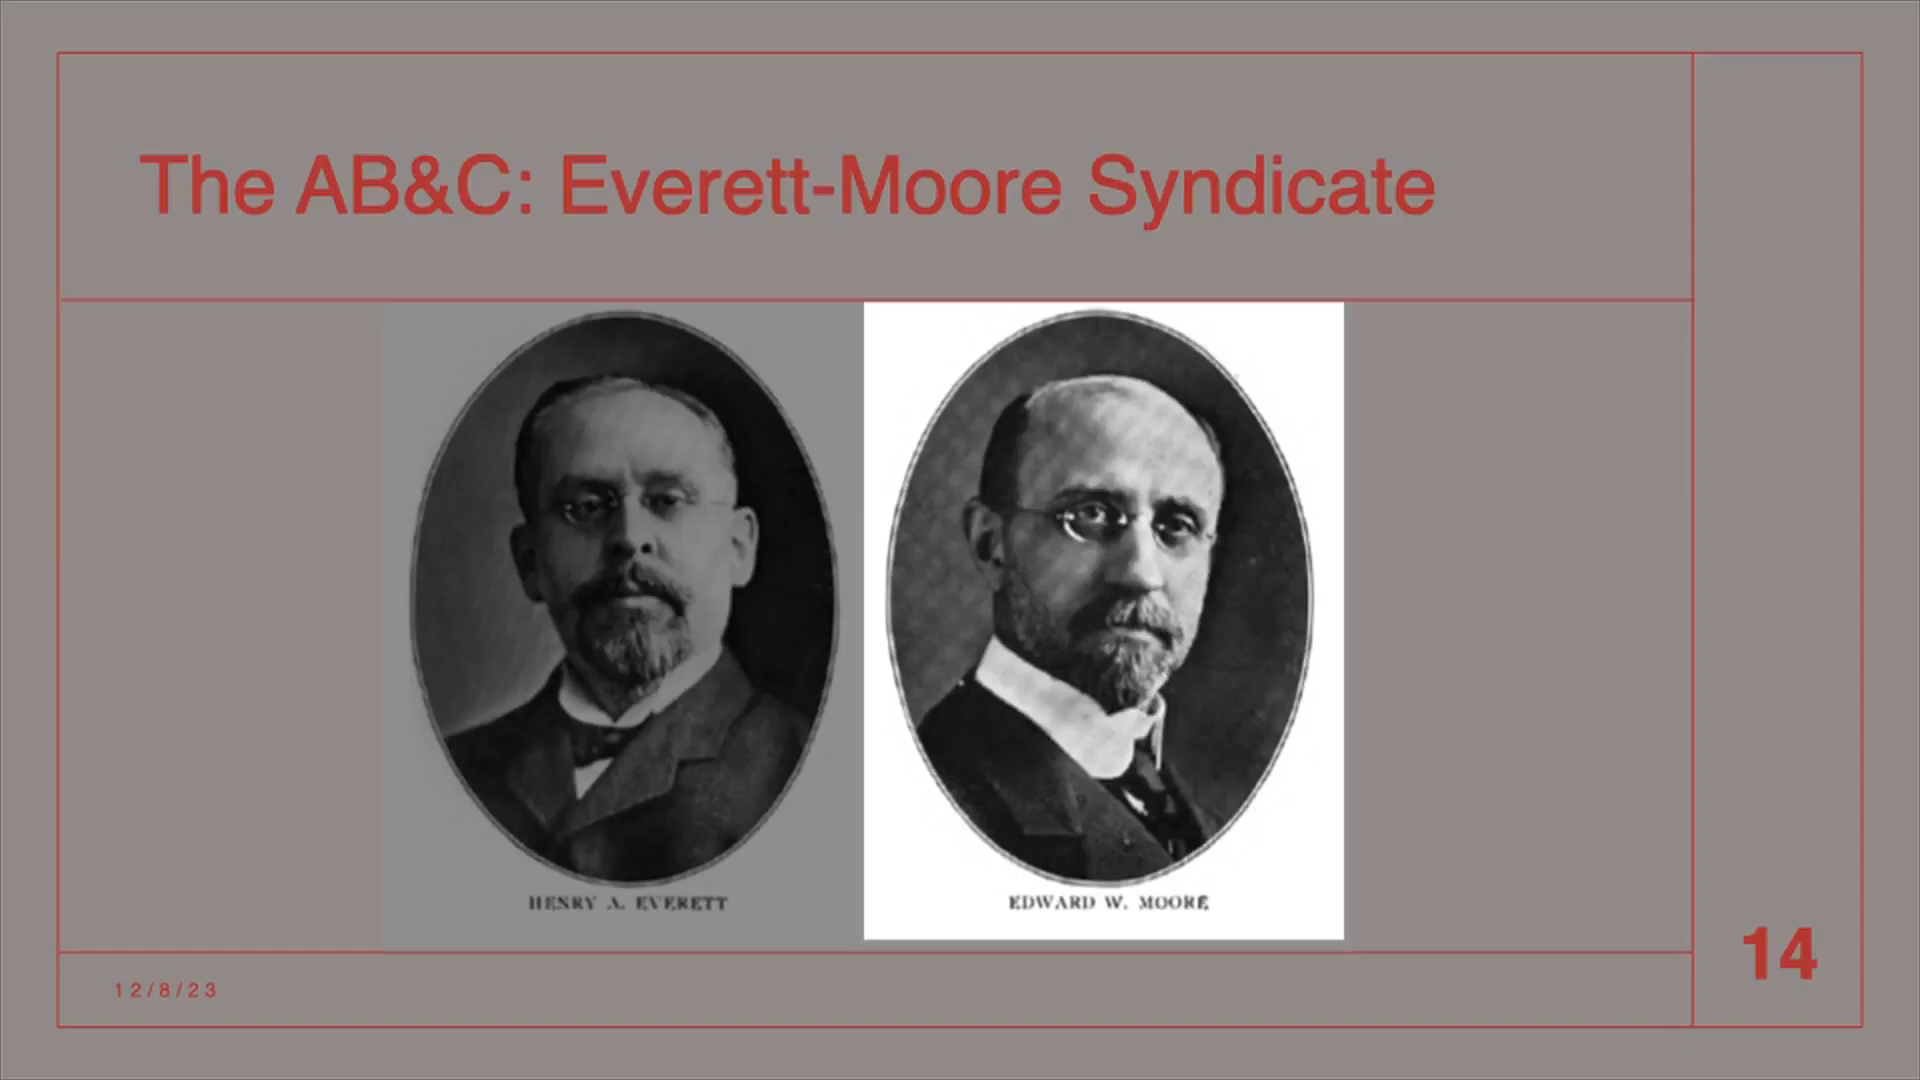 The AB&C: Everett-Moore Syndicate
HENRY A. EVERETT
EDWARD W. MOORE
12/8/23
14